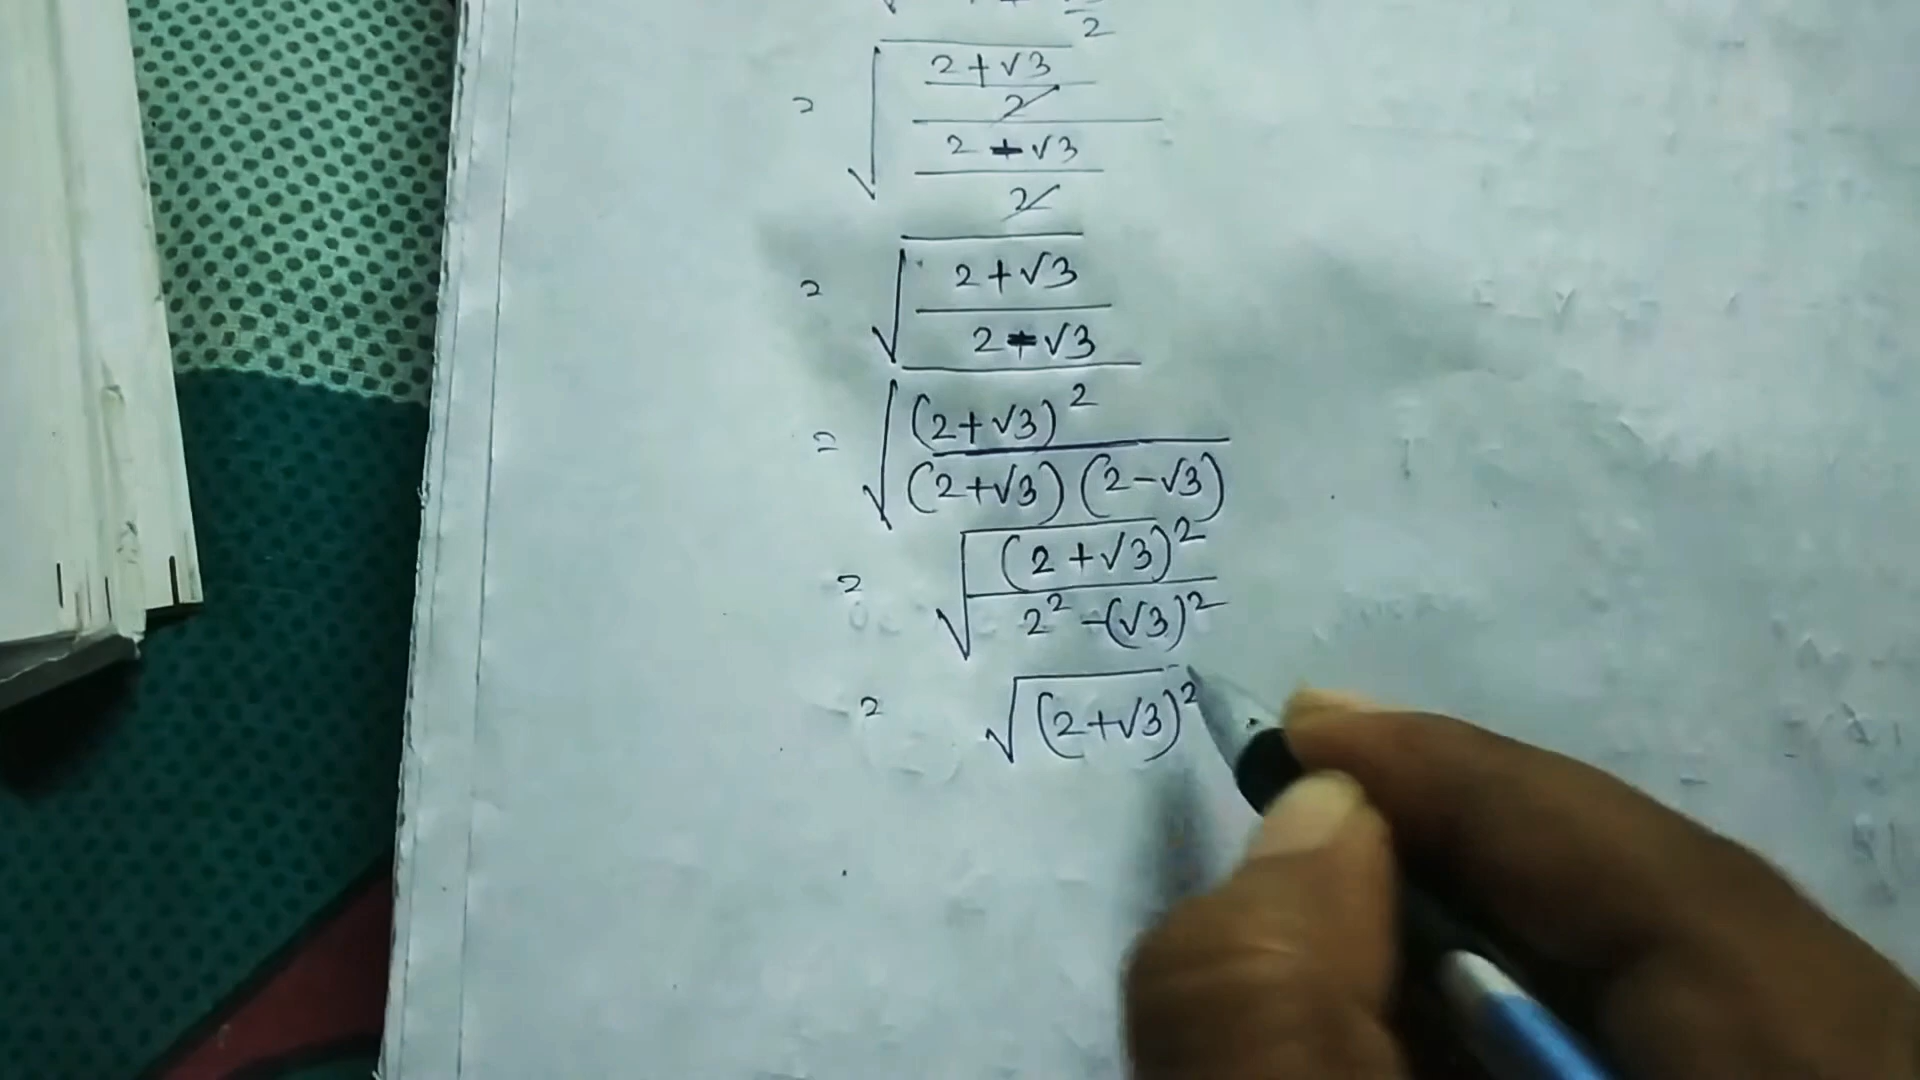 2
= √ 2+√3
2
2-√3
2
= √ 2+√3
2-√3
= √ (2+√3)²
(2+√3) (2-√3)
= √ (2+√3)²
2² -(√3)²
= √(2+√3)²